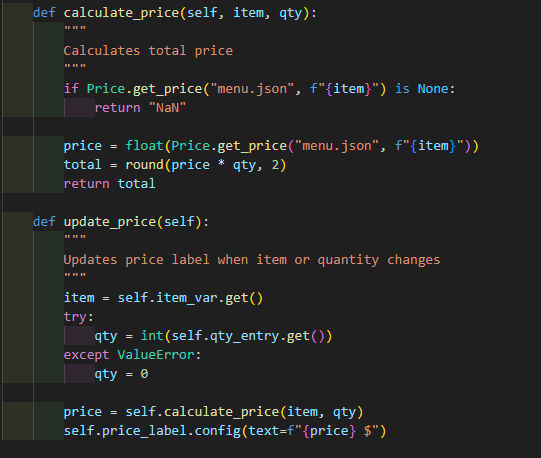 def calculate_price(self, item, qty):
"""
Calculates total price
"""
if Price.get_price("menu.json", f"{item}") is None:
return "NaN"
price = float(Price.get_price("menu.json", f"{item}"))
total = round(price * qty, 2)
return total
def update_price(self):
"""
Updates price label when item or quantity changes
"""
item = self.item_var.get()
try:
qty = int(self.qty_entry.get())
except ValueError:
qty = 0
price = self.calculate_price(item, qty)
self.price_label.config(text=f"{price} $")